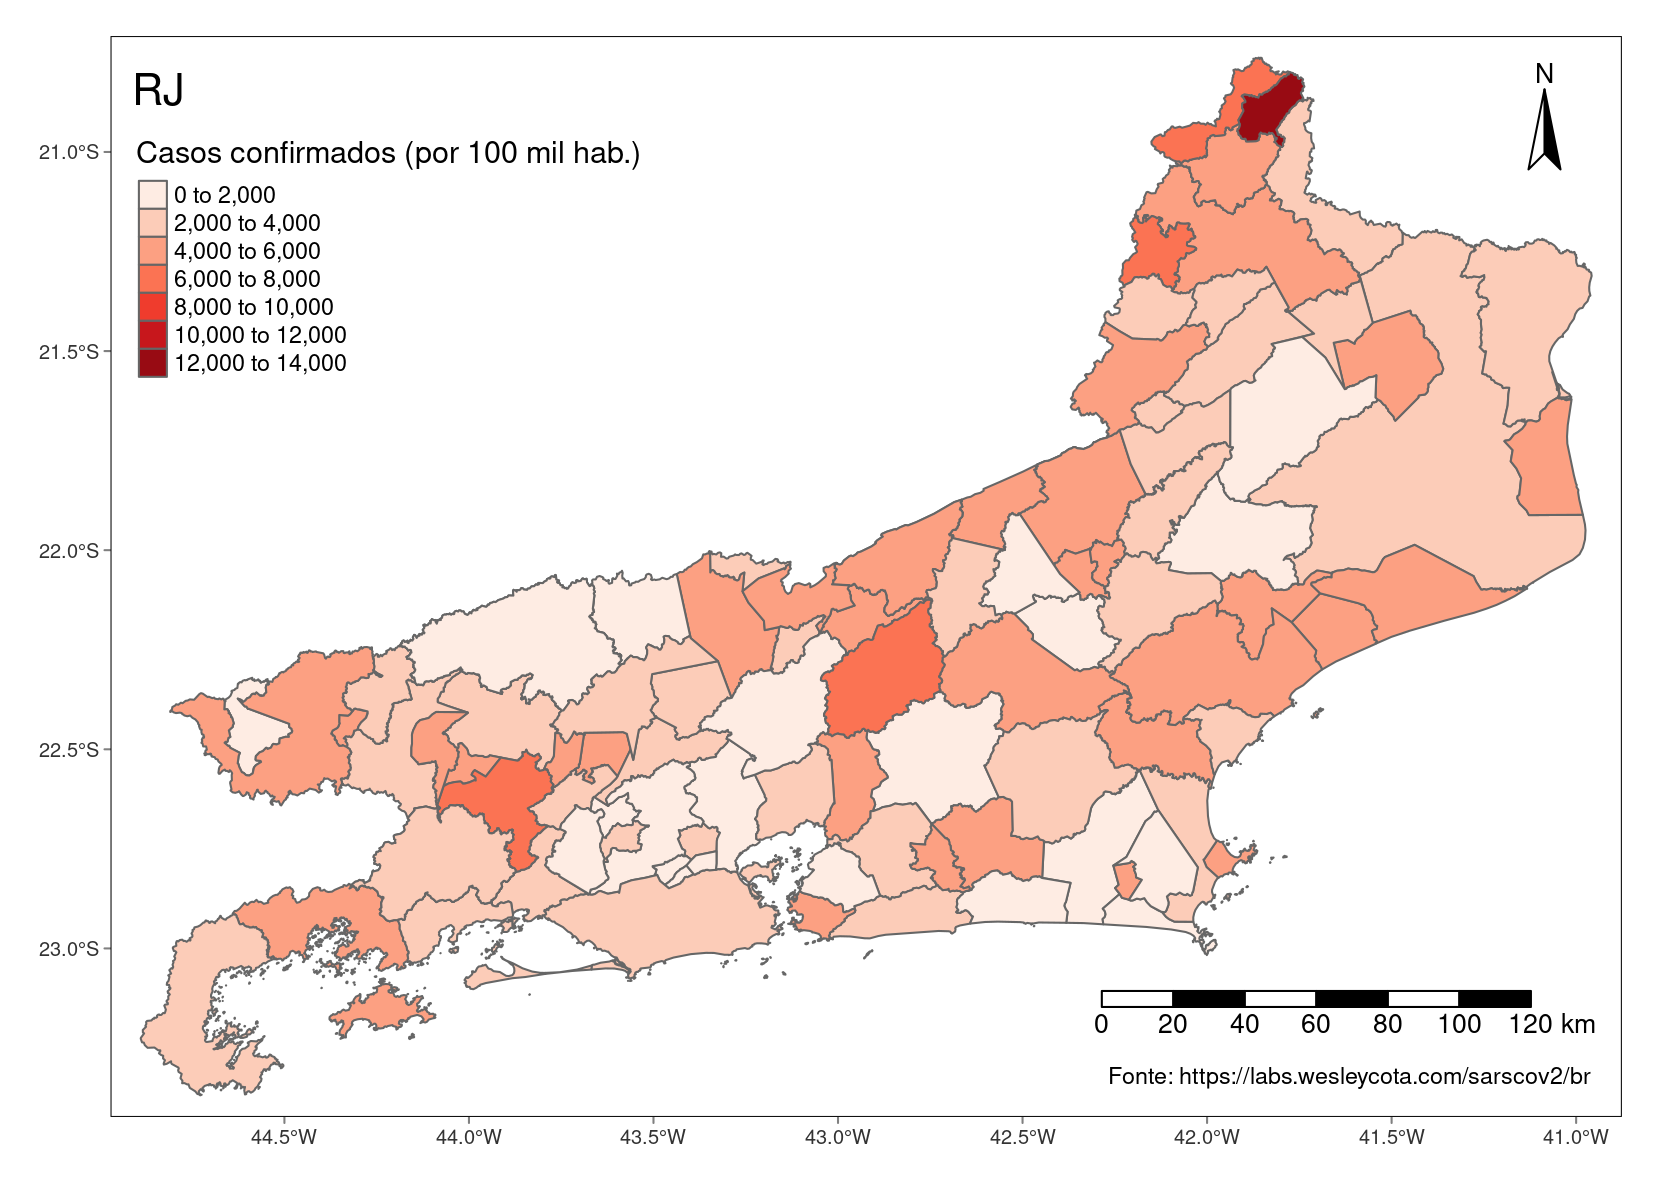 RJ
N
Casos confirmados (por 100 mil hab.)
0 to 2,000
2,000 to 4,000
4,000 to 6,000
6,000 to 8,000
8,000 to 10,000
10,000 to 12,000
12,000 to 14,000
21.0°S
21.5°S
22.0°S
22.5°S
23.0°S
0 20 40 60 80 100 120 km
Fonte: https://labs.wesleycota.com/sarscov2/br
44.5°W 44.0°W 43.5°W 43.0°W 42.5°W 42.0°W 41.5°W 41.0°W